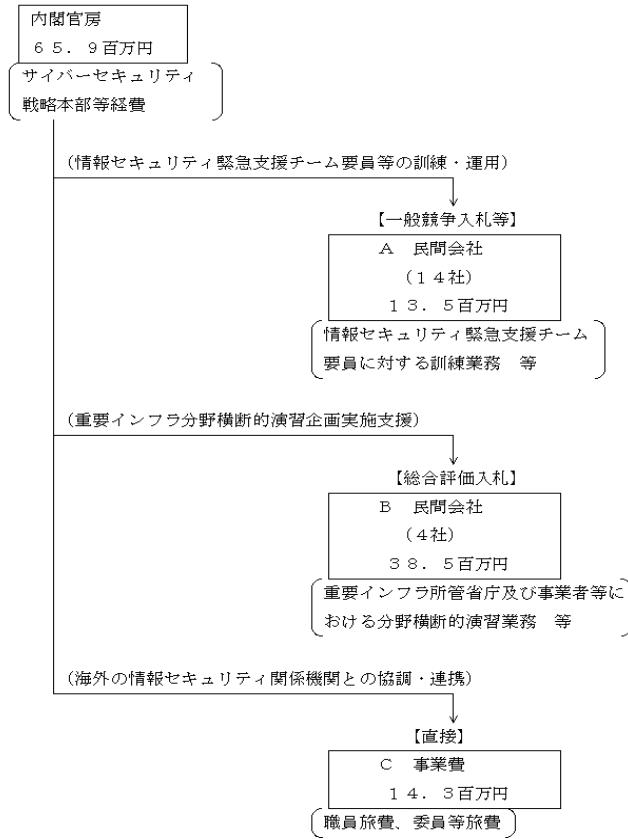 内閣官房
６５．９百万円
サイバーセキュリティ
戦略本部等経費
（情報セキュリティ緊急支援チーム要員等の訓練・運用）
【一般競争入札等】
Ａ　民間会社
（１４社）
１３．５百万円
情報セキュリティ緊急支援チーム
要員に対する訓練業務　等
（重要インフラ分野横断的演習企画実施支援）
【総合評価入札】
Ｂ　民間会社
（４社）
３８．５百万円
重要インフラ所管省庁及び事業者等に
おける分野横断的演習業務　等
（海外の情報セキュリティ関係機関との協調・連携）
【直接】
Ｃ　事業費
１４．３百万円
職員旅費、委員等旅費